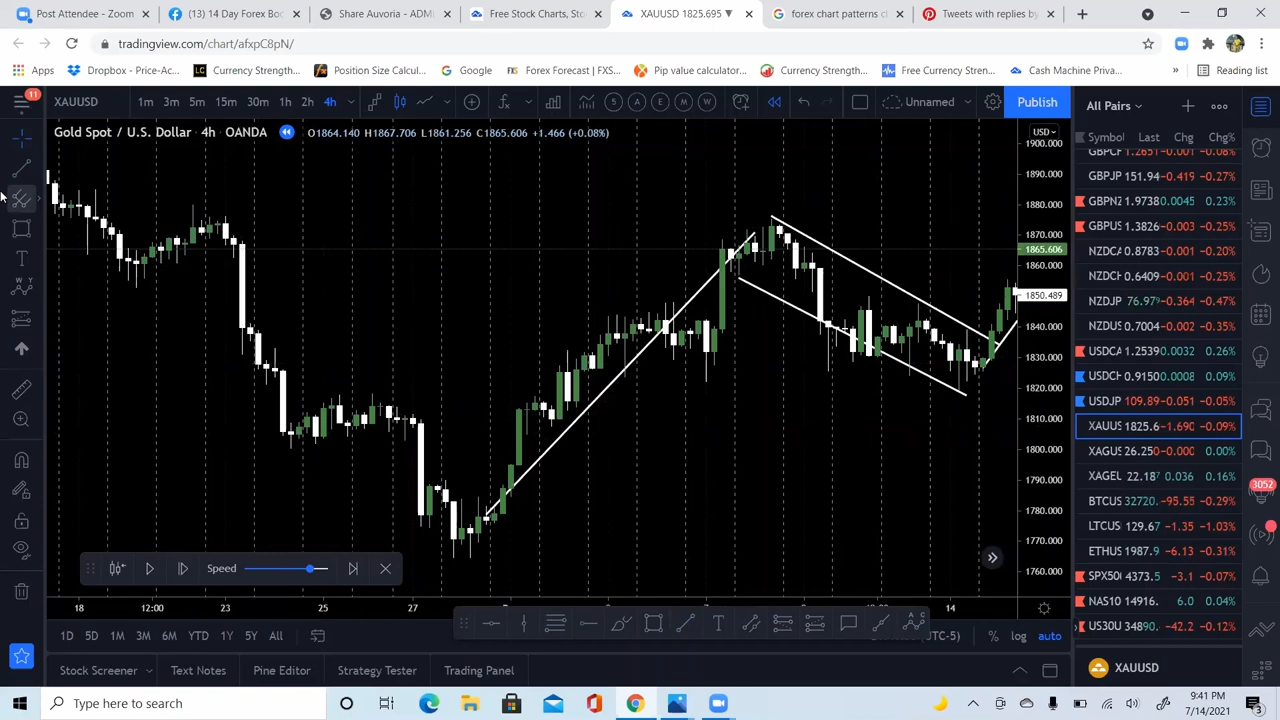 Post Attendee - Zoom
(13) 14 Day Forex Bo
Share Auvoria - ADM
Free Stock Charts, Sto
XAUUSD 1825.695 ▼
forex chart patterns c
Tweets with replies by
tradingview.com/chart/afxpC8pN/
Apps
Dropbox - Price-Ac...
Currency Strength...
Position Size Calcul...
Google
Forex Forecast | FXS...
Pip value calculator...
Currency Strength...
Free Currency Stren...
Cash Machine Priva...
»
Reading list
11
XAUUSD
1m 3m 5m 15m 30m 1h 2h 4h
S A E M W
Unnamed
Publish
All Pairs
Gold Spot / U.S. Dollar · 4h · OANDA
O1864.140 H1867.706 L1861.256 C1865.606 +1.466 (+0.08%)
USD
Symbol Last Chg Chg%
GBPCH 1.2651 -0.001 -0.08%
GBPJP 151.94 -0.419 -0.27%
GBPNZ 1.9738 0.0045 0.23%
GBPUS 1.3826 -0.003 -0.25%
NZDCA 0.8783 -0.001 -0.20%
NZDCH 0.6409 -0.001 -0.25%
NZDJP 76.979 -0.364 -0.47%
NZDUS 0.7004 -0.002 -0.35%
USDCA 1.2539 0.0032 0.26%
USDCH 0.9150 0.0008 0.09%
USDJP 109.89 -0.051 -0.05%
XAUUS 1825.6 -1.690 -0.09%
XAGUS 26.250 -0.000 0.00%
XAGEU 22.187 0.036 0.16%
BTCUS 32720. -95.55 -0.29%
LTCUS 129.67 -1.35 -1.03%
ETHUS 1987.9 -6.13 -0.31%
SPX500 4373.5 -3.1 -0.07%
NAS10 14916. 6.0 0.04%
US30U 34890. -42.2 -0.12%
3052
1900.000
1890.000
1880.000
1870.000
1865.606
1860.000
1850.489
1840.000
1830.000
1820.000
1810.000
1800.000
1790.000
1780.000
1770.000
1760.000
Speed
18 12:00 23 25 27 14
1D 5D 1M 3M 6M YTD 1Y 5Y All
(UTC-5)
% log auto
Stock Screener
Text Notes
Pine Editor
Strategy Tester
Trading Panel
XAUUSD
Type here to search
9:41 PM
7/14/2021
3